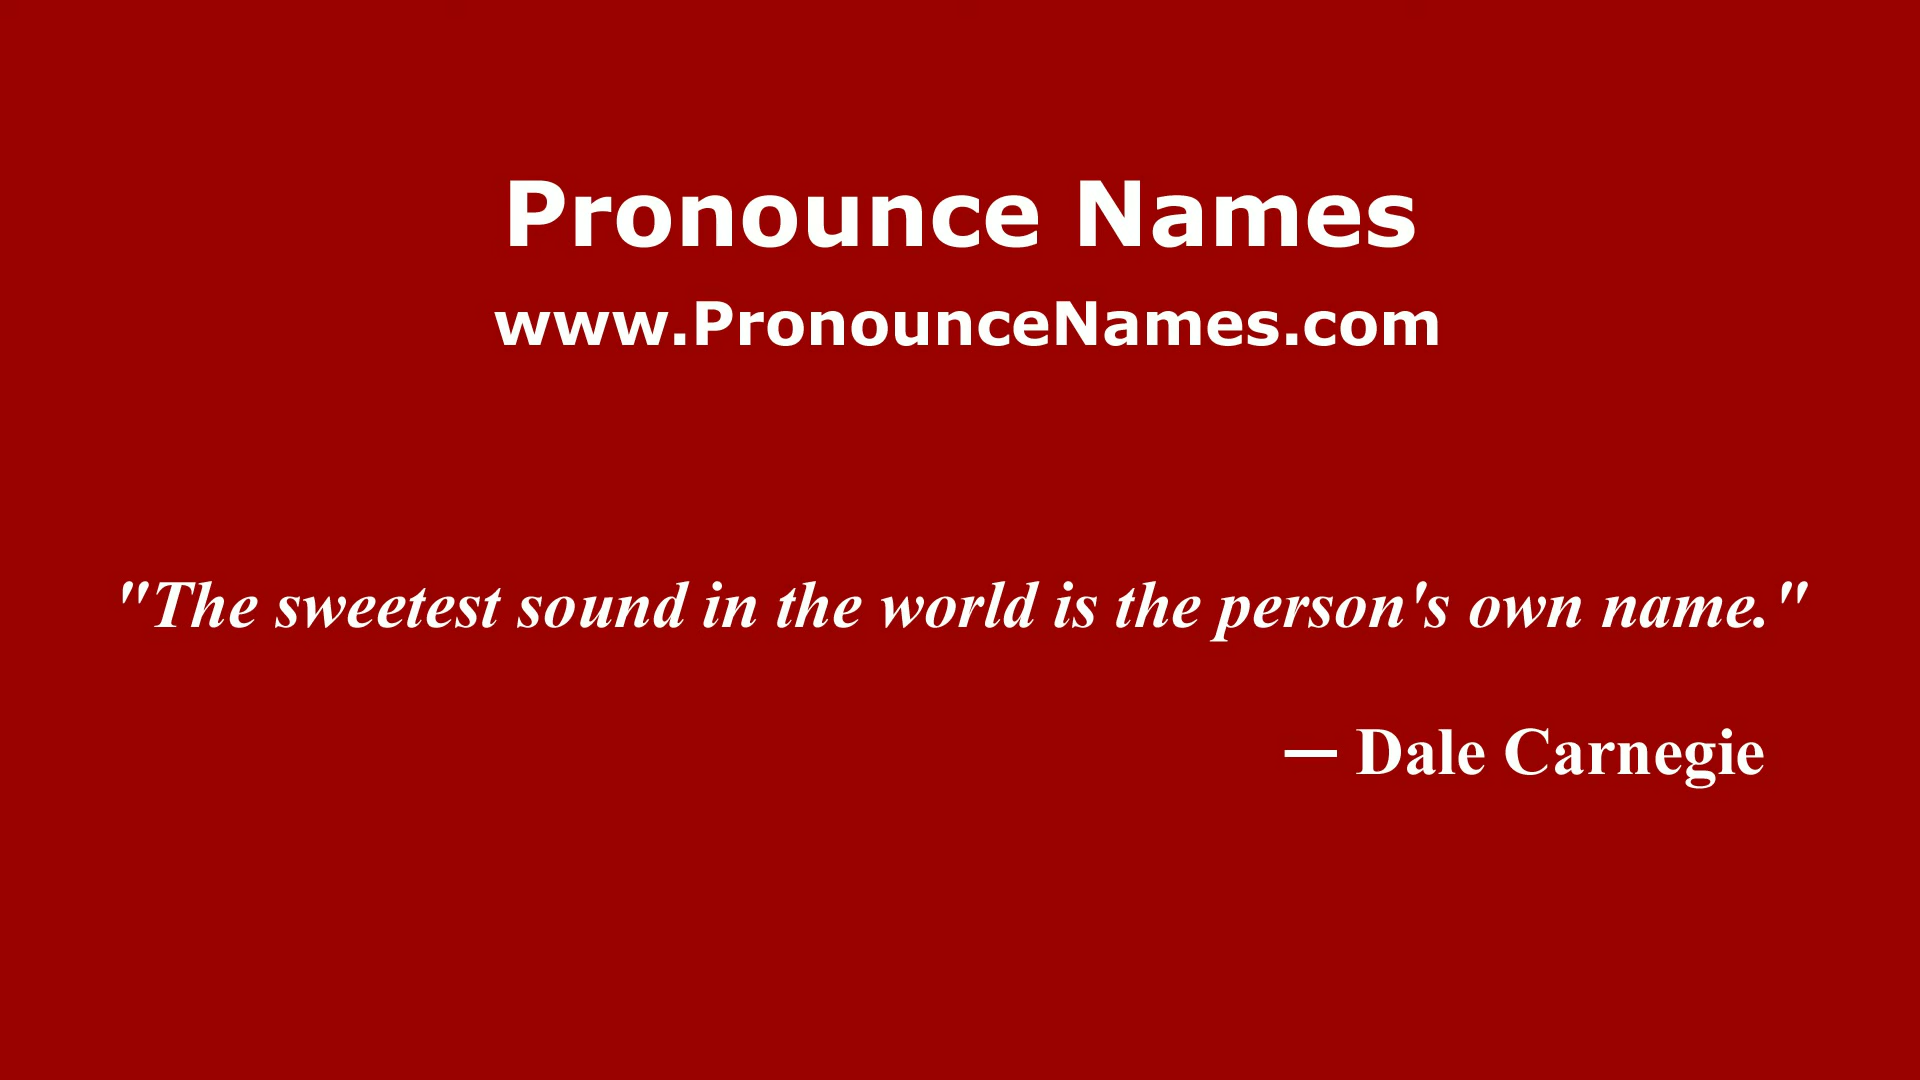 Pronounce Names
www.PronounceNames.com
"The sweetest sound in the world is the person's own name."
— Dale Carnegie